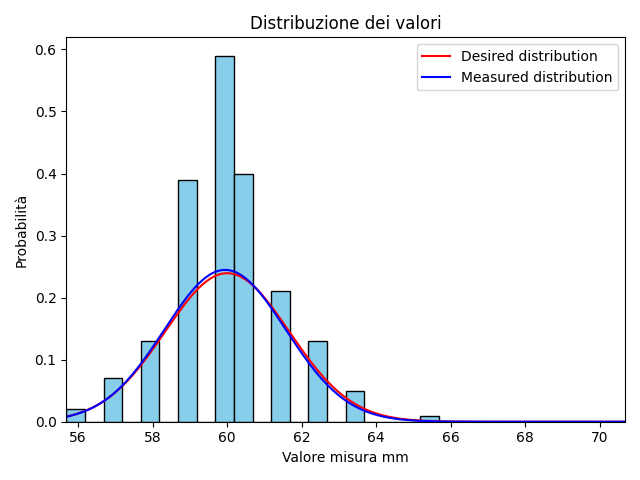 Distribuzione dei valori
Desired distribution
Measured distribution
Probabilità
0.6
0.5
0.4
0.3
0.2
0.1
0.0
56 58 60 62 64 66 68 70
Valore misura mm